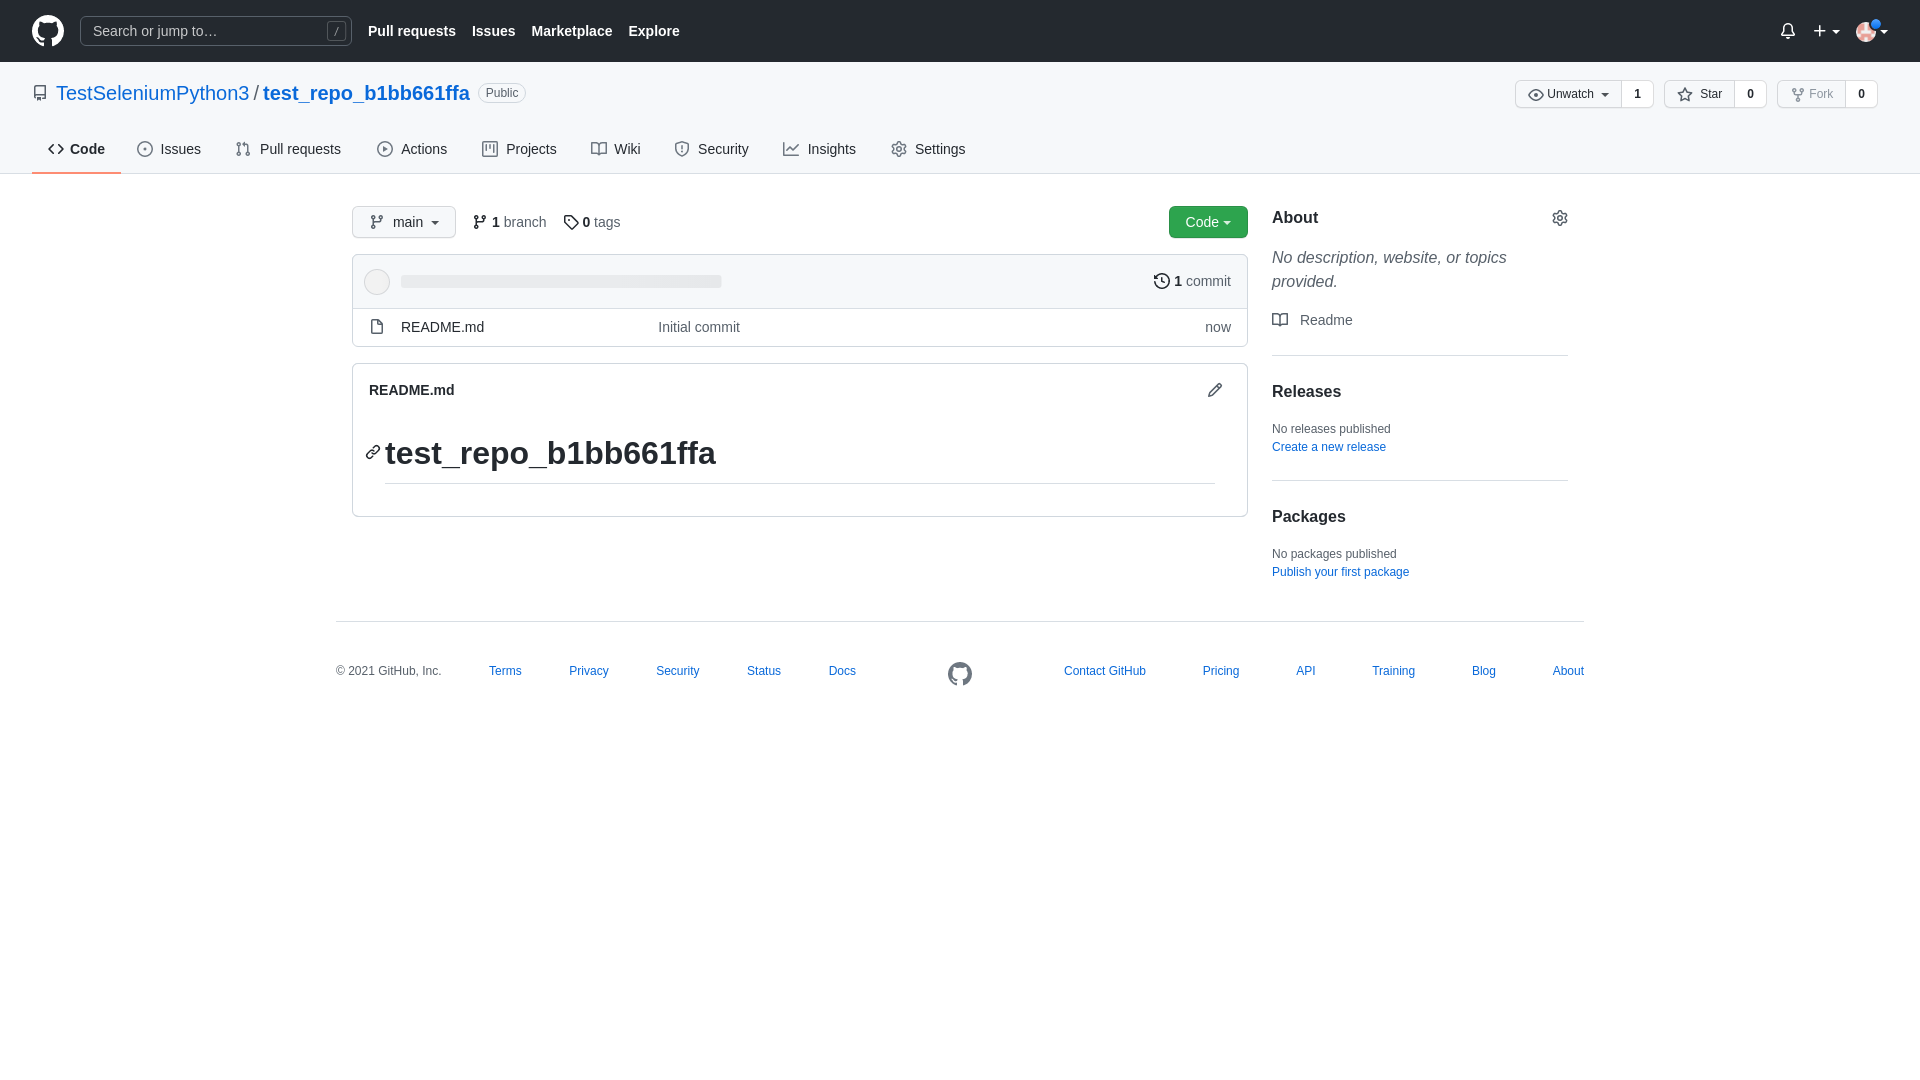 Search or jump to…
/
Pull requests
Issues
Marketplace
Explore
TestSeleniumPython3 / test_repo_b1bb661ffa
Public
Unwatch
1
Star
0
Fork
0
Code
Issues
Pull requests
Actions
Projects
Wiki
Security
Insights
Settings
main
1 branch
0 tags
Code
1 commit
README.md
Initial commit
now
README.md
test_repo_b1bb661ffa
About
No description, website, or topics
provided.
Readme
Releases
No releases published
Create a new release
Packages
No packages published
Publish your first package
© 2021 GitHub, Inc.
Terms
Privacy
Security
Status
Docs
Contact GitHub
Pricing
API
Training
Blog
About